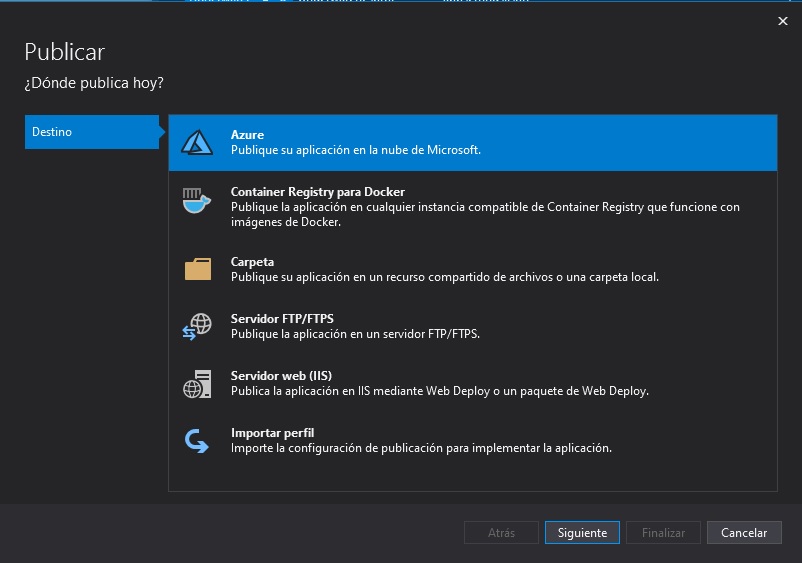 Publicar
¿Dónde publica hoy?
Destino
Azure
Publique su aplicación en la nube de Microsoft.
Container Registry para Docker
Publique la aplicación en cualquier instancia compatible de Container Registry que funcione con
imágenes de Docker.
Carpeta
Publique su aplicación en un recurso compartido de archivos o una carpeta local.
Servidor FTP/FTPS
Publique la aplicación en un servidor FTP/FTPS.
Servidor web (IIS)
Publica la aplicación en IIS mediante Web Deploy o un paquete de Web Deploy.
Importar perfil
Importe la configuración de publicación para implementar la aplicación.
Atrás
Siguiente
Finalizar
Cancelar